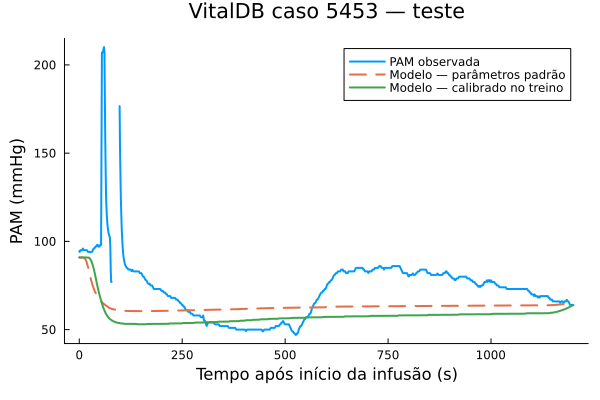 VitalDB caso 5453 — teste
PAM observada
Modelo — parâmetros padrão
Modelo — calibrado no treino
PAM (mmHg)
200
150
100
50
0
250
500
750
1000
Tempo após início da infusão (s)